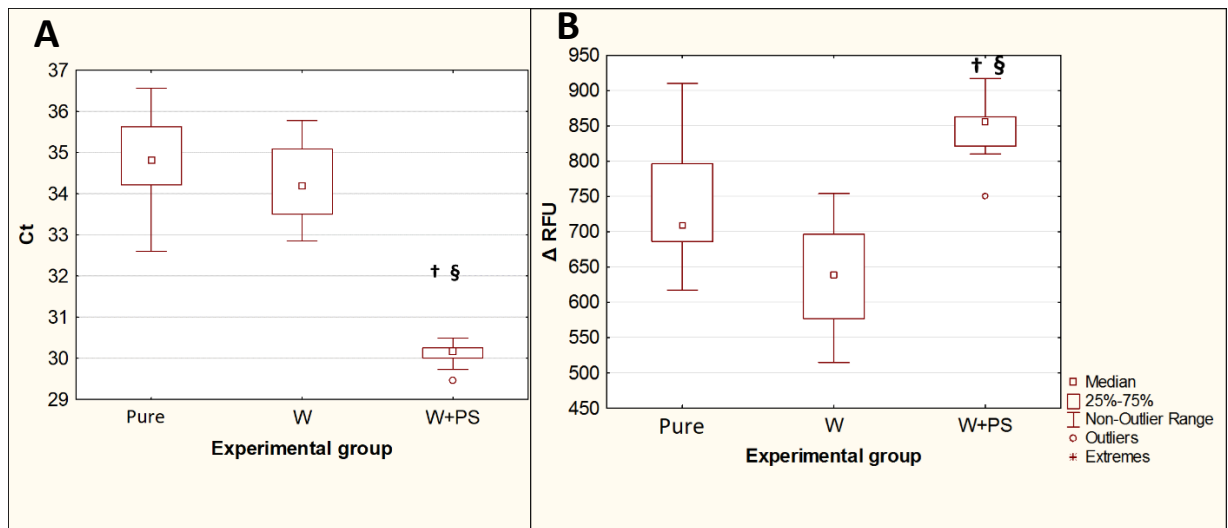 A
Ct
37
36
35
34
33
32
31
30
29
† §
Pure W W+PS
Experimental group
B
Δ RFU
950
900
850
800
750
700
650
600
550
500
450
† §
Pure W W+PS
Experimental group
Median
25%-75%
Non-Outlier Range
Outliers
Extremes